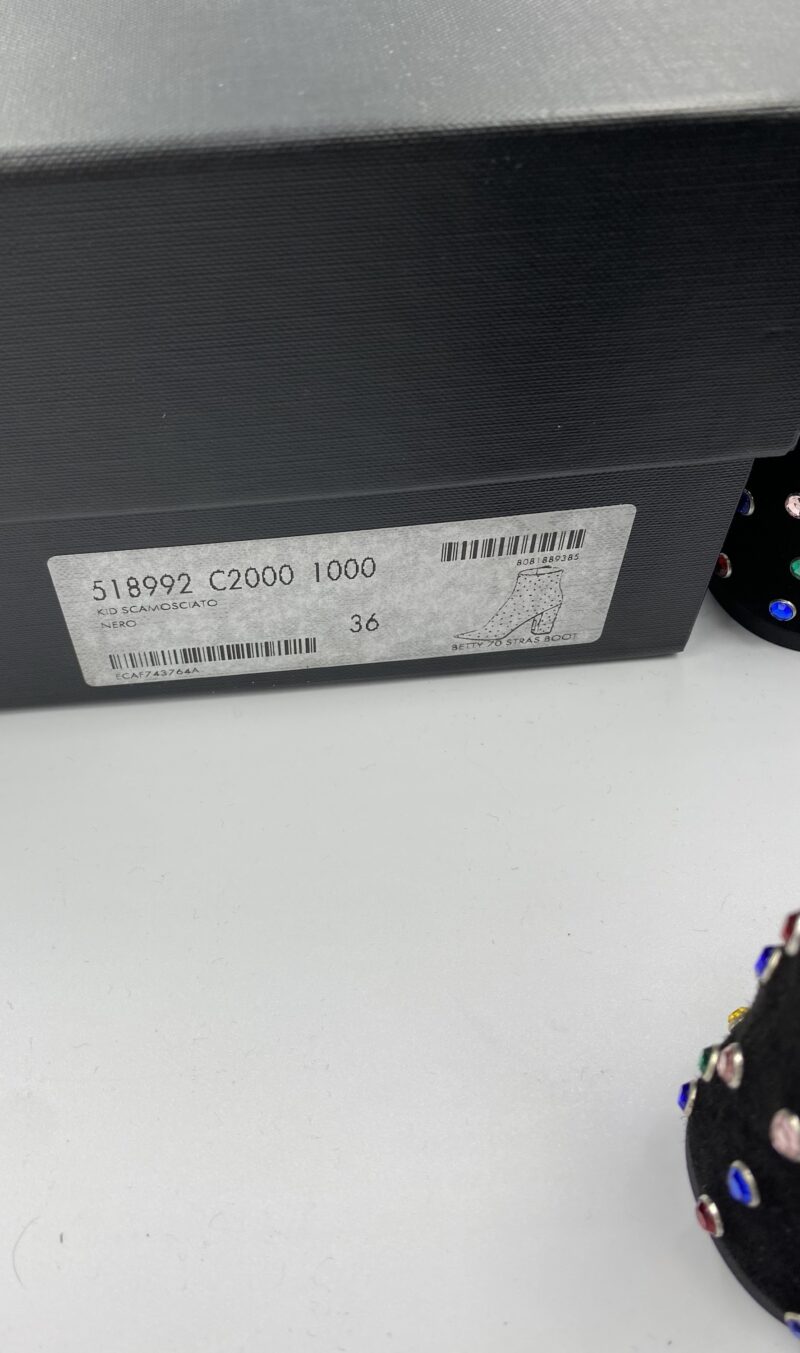 518992 C2000 1000
KID SCAMOSCIATO
NERO
36
ECAF743764A
8081889385
BETTY 70 STRAS BOOT